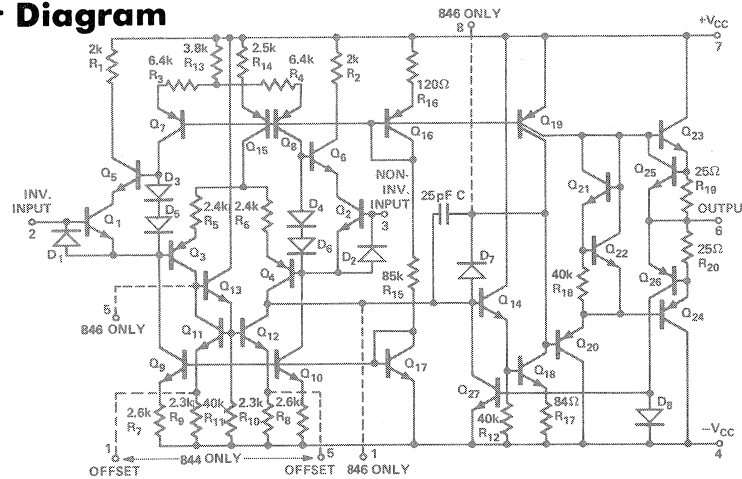 r Diagram
846 ONLY
8
+VCC
7
2k
R1
3.8k
R13
6.4k
R3
2.5k
R14
6.4k
R4
2k
R2
120Ω
R16
Q7
Q15
Q8
Q16
Q19
Q23
Q5
D3
Q6
NON-
INV.
INPUT
3
25pF C
Q21
Q25
25Ω
R19
INV.
INPUT
2
Q1
D5
2.4k
R5
2.4k
R6
D4
Q2
OUTPU
6
D1
Q3
Q4
D6
D2
D7
Q22
25Ω
R20
Q13
85k
R15
Q14
40k
R18
Q26
5
846 ONLY
Q11
Q12
Q24
Q9
Q10
Q17
Q18
Q20
Q27
D8
2.6k
R7
2.3k
R9
40k
R11
2.3k
R10
2.6k
R8
40k
R12
84Ω
R17
1
OFFSET
844 ONLY
OFFSET
5
1
846 ONLY
−VCC
4